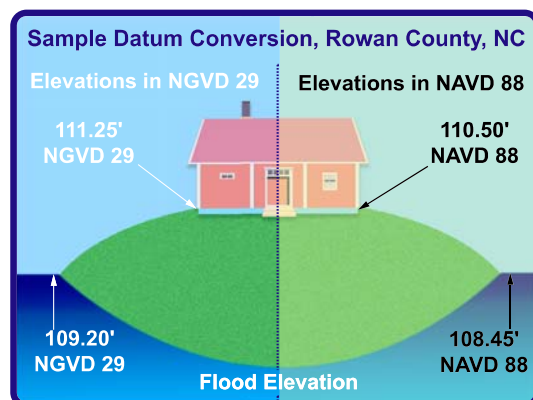 Sample Datum Conversion, Rowan County, NC
Elevations in NGVD 29
Elevations in NAVD 88
111.25'
NGVD 29
110.50'
NAVD 88
109.20'
NGVD 29
108.45'
NAVD 88
Flood Elevation